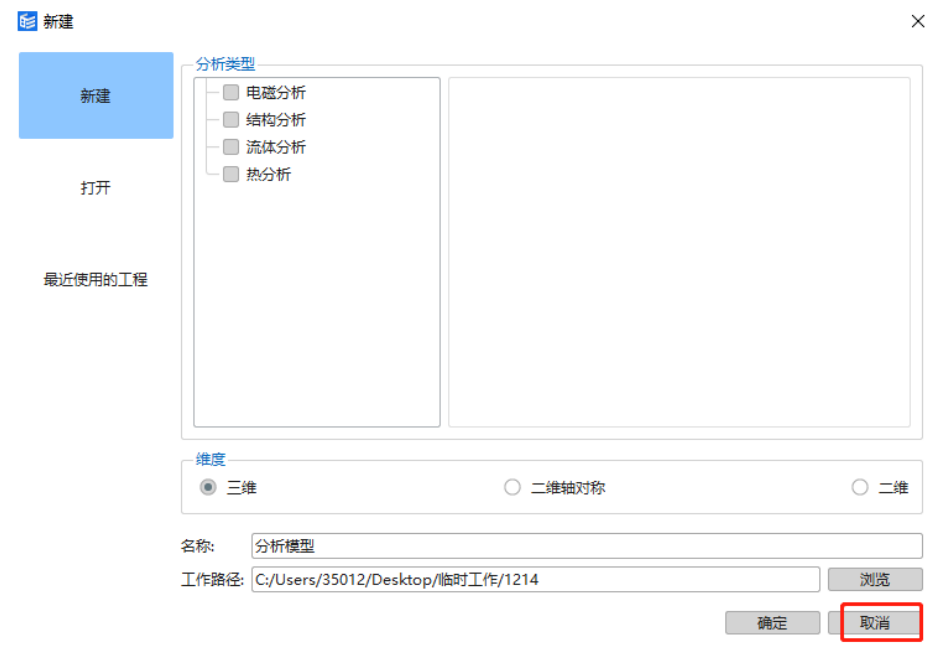 新建
新建
打开
最近使用的工程
分析类型
电磁分析
结构分析
流体分析
热分析
维度
三维 二维轴对称 二维
名称: 分析模型
工作路径: C:/Users/35012/Desktop/临时工作/1214 浏览
确定 取消